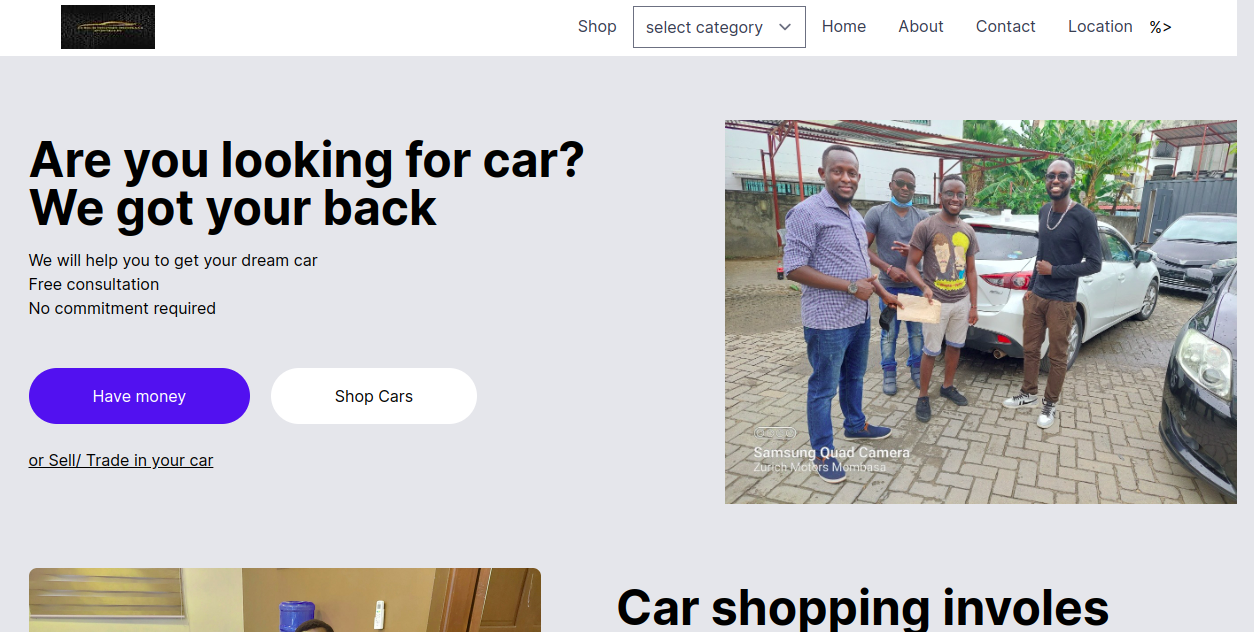 Shop
select category
Home
About
Contact
Location
%>
Are you looking for car?
We got your back
We will help you to get your dream car
Free consultation
No commitment required
Have money
Shop Cars
or Sell/ Trade in your car
Samsung Quad Camera
Zurich Motors Mombasa
Car shopping involes